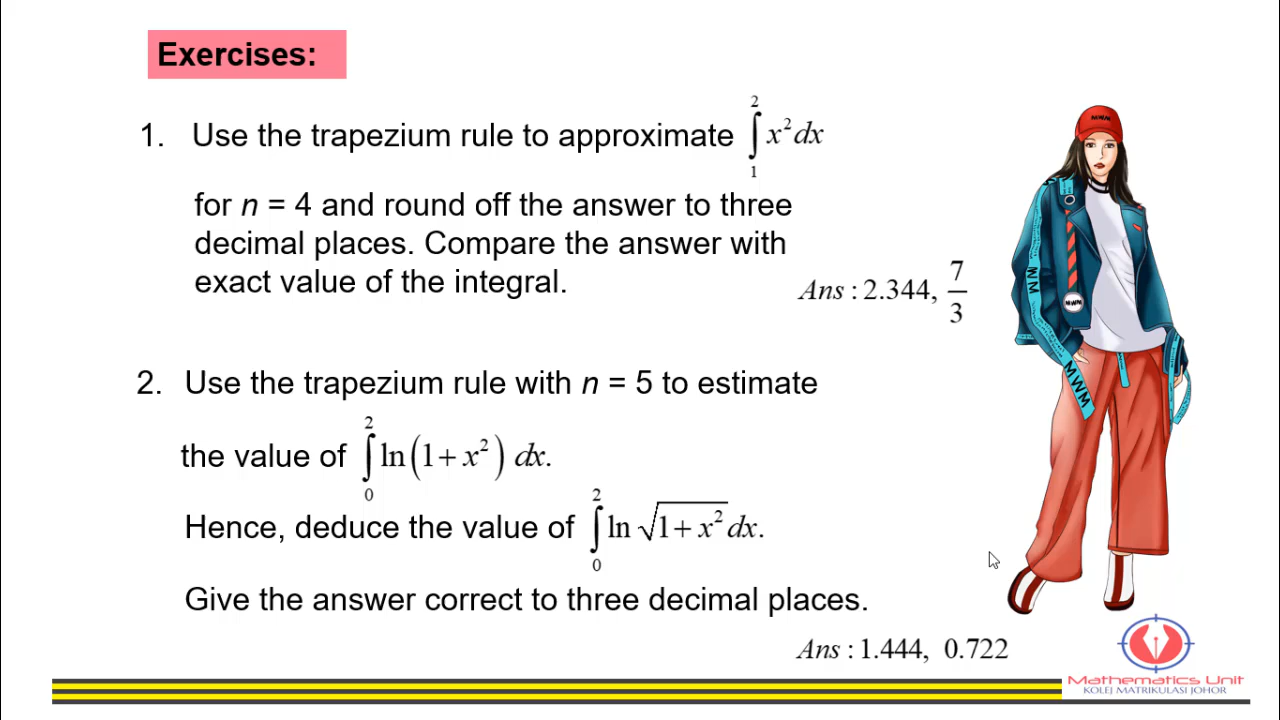 Exercises:
1. Use the trapezium rule to approximate ∫₁² x² dx
for n = 4 and round off the answer to three
decimal places. Compare the answer with
exact value of the integral.
Ans : 2.344, 7/3
2. Use the trapezium rule with n = 5 to estimate
the value of ∫₀² ln(1+x²) dx.
Hence, deduce the value of ∫₀² ln √(1+x²) dx.
Give the answer correct to three decimal places.
Ans : 1.444, 0.722
MWM
MWM
MWM
MWM
Mathematics Unit
KOLEJ MATRIKULASI JOHOR